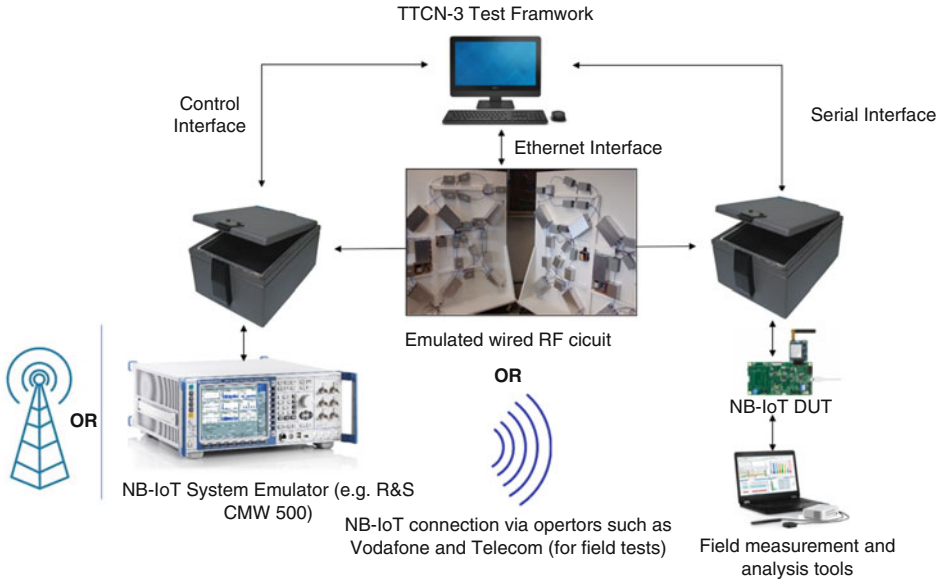 TTCN-3 Test Framwork
Control
Interface
Serial Interface
Ethernet Interface
Emulated wired RF cicuit
OR
OR
NB-IoT DUT
NB-IoT System Emulator (e.g. R&S
CMW 500)
NB-IoT connection via opertors such as
Vodafone and Telecom (for field tests)
Field measurement and
analysis tools